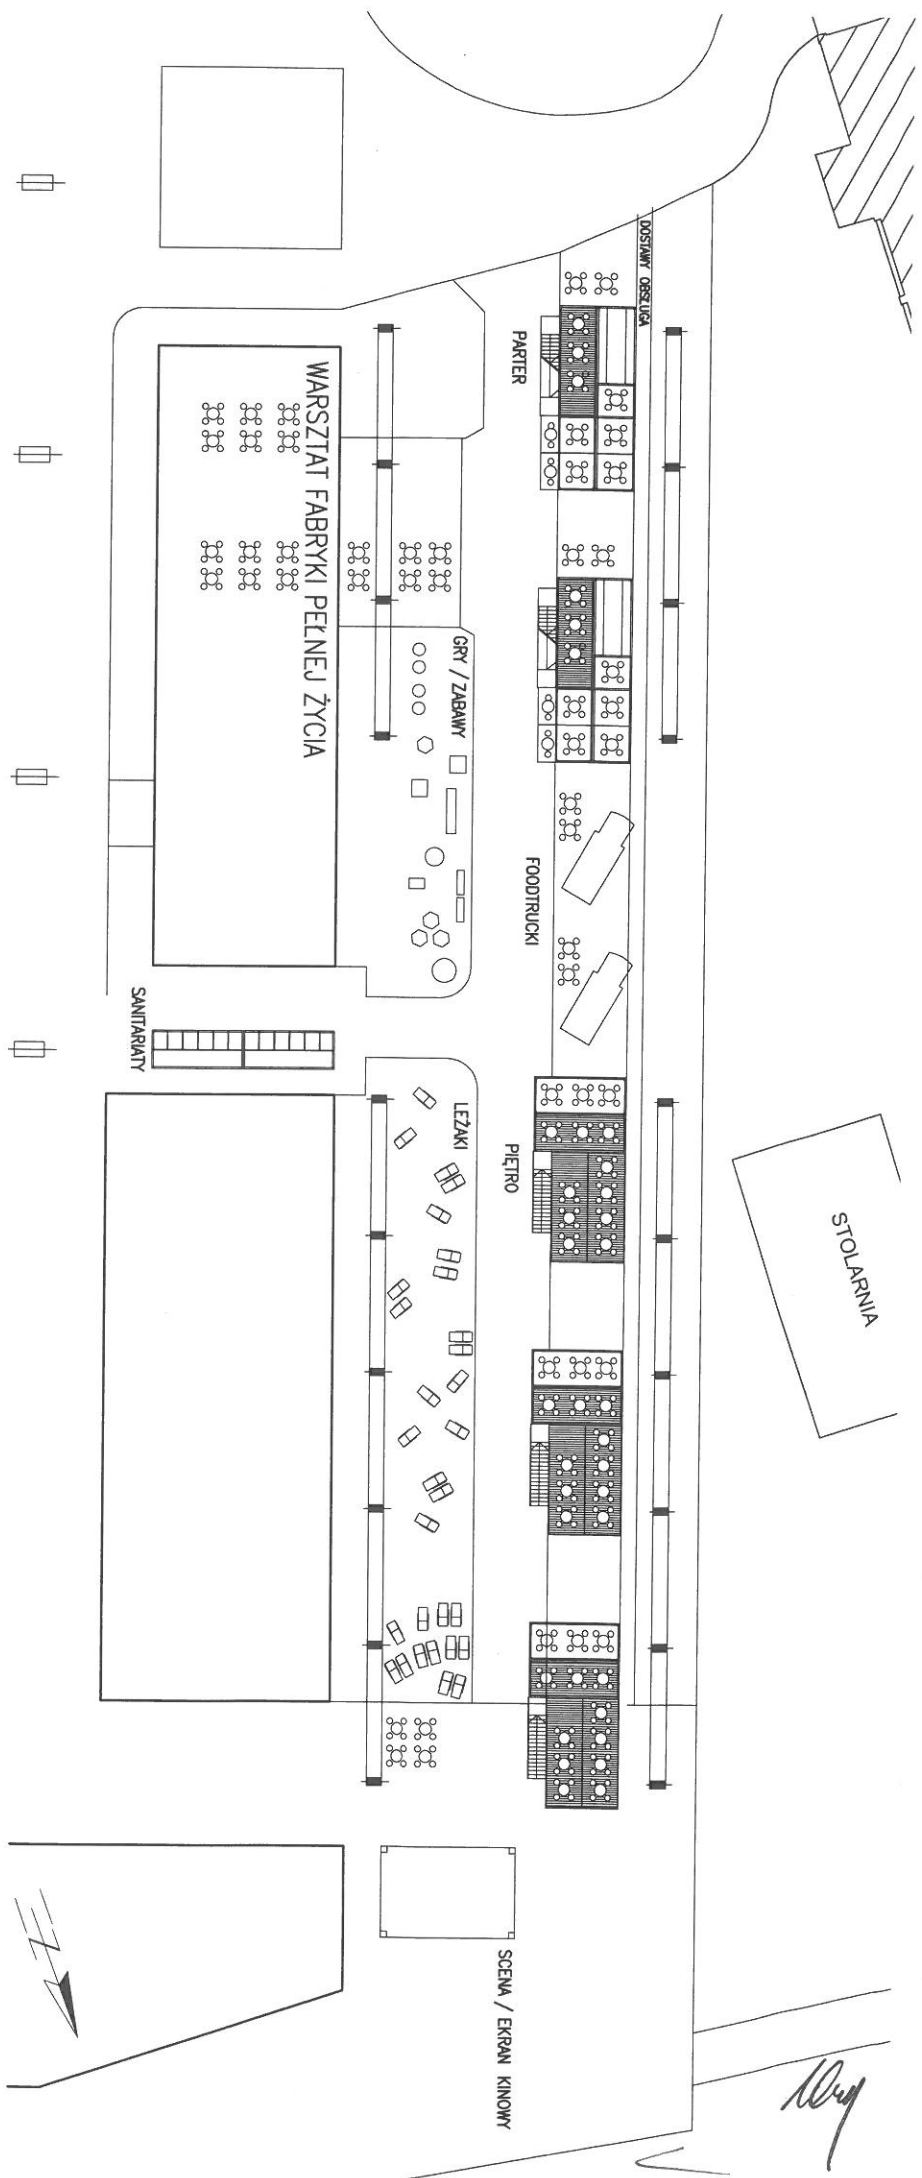 DOSTAWY OBSŁUGA
PARTER
WARSZTAT FABRYKI PEŁNEJ ŻYCIA
GRY / ZABAWY
FOODTRUCKI
SANITARIATY
LEŻAKI
PIĘTRO
STOLARNIA
SCENA / EKRAN KINOWY